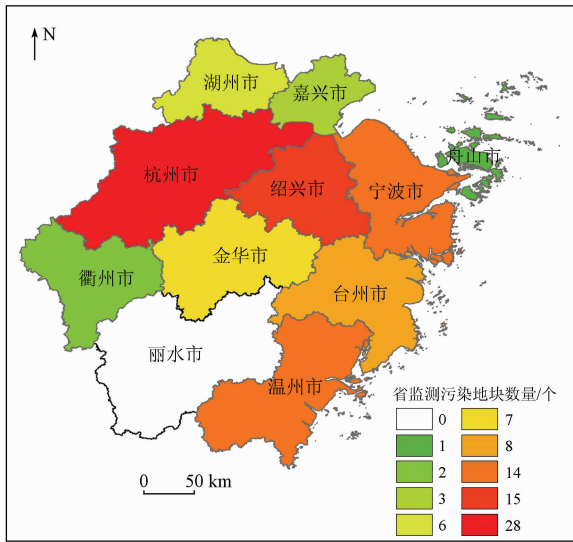 N
湖州市
嘉兴市
舟山市
杭州市
绍兴市
宁波市
金华市
衢州市
台州市
丽水市
温州市
省监测污染地块数量/个
0 7
1 8
2 14
3 15
6 28
0 50 km